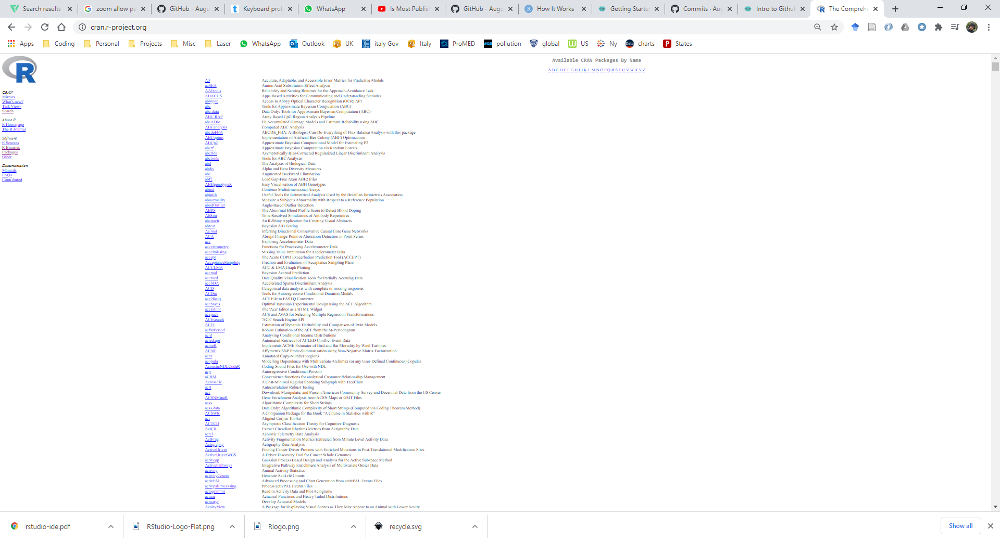 Search results
zoom allow pe
GitHub - Augu
Keyboard prob
WhatsApp
Is Most Publis
GitHub - Augu
How It Works
Getting Starte
Commits · Aug
Intro to Github
The Comprehe
cran.r-project.org
Apps
Coding
Personal
Projects
Misc
Laser
WhatsApp
Outlook
UK
italy Gov
Italy
ProMED
pollution
global
US
Ny
charts
States
CRAN
Mirrors
What's new?
Task Views
Search
About R
R Homepage
The R Journal
Software
R Sources
R Binaries
Packages
Other
Documentation
Manuals
FAQs
Contributed
Available CRAN Packages By Name
A B C D E F G H I J K L M N O P Q R S T U V W X Y Z
A3 Accurate, Adaptable, and Accessible Error Metrics for Predictive Models
aaSEA Amino Acid Substitution Effect Analyser
AATtools Reliability and Scoring Routines for the Approach-Avoidance Task
ABACUS Apps Based Activities for Communicating and Understanding Statistics
abbyyR Access to Abbyy Optical Character Recognition (OCR) API
abc Tools for Approximate Bayesian Computation (ABC)
abc.data Data Only: Tools for Approximate Bayesian Computation (ABC)
ABC.RAP Array Based CpG Region Analysis Pipeline
abcADM Fit Accumulated Damage Models and Estimate Reliability using ABC
ABCanalysis Computed ABC Analysis
abcdeFBA ABCDE_FBA: A-Biologist-Can-Do-Everything of Flux Balance Analysis with this package
ABCoptim Implementation of Artificial Bee Colony (ABC) Optimization
ABCp2 Approximate Bayesian Computational Model for Estimating P2
abcrf Approximate Bayesian Computation via Random Forests
abcrlda Asymptotically Bias-Corrected Regularized Linear Discriminant Analysis
abctools Tools for ABC Analyses
abd The Analysis of Biological Data
abdiv Alpha and Beta Diversity Measures
abe Augmented Backward Elimination
abf2 Load Gap-Free Axon ABF2 Files
ABHgenotypeR Easy Visualization of ABH Genotypes
abind Combine Multidimensional Arrays
abjutils Useful Tools for Jurimetrical Analysis Used by the Brazilian Jurimetrics Association
abnormality Measure a Subject's Abnormality with Respect to a Reference Population
abodOutlier Angle-Based Outlier Detection
ABPS The Abnormal Blood Profile Score to Detect Blood Doping
AbSim Time Resolved Simulations of Antibody Repertoires
abstractr An R-Shiny Application for Creating Visual Abstracts
abtest Bayesian A/B Testing
Ac3net Inferring Directional Conservative Causal Core Gene Networks
ACA Abrupt Change-Point or Aberration Detection in Point Series
acc Exploring Accelerometer Data
accelerometry Functions for Processing Accelerometer Data
accelmissing Missing Value Imputation for Accelerometer Data
accept The Acute COPD Exacerbation Prediction Tool (ACCEPT)
AcceptanceSampling Creation and Evaluation of Acceptance Sampling Plans
ACCLMA ACC & LMA Graph Plotting
accrual Bayesian Accrual Prediction
accrued Data Quality Visualization Tools for Partially Accruing Data
accSDA Accelerated Sparse Discriminant Analysis
ACD Categorical data analysis with complete or missing responses
ACDm Tools for Autoregressive Conditional Duration Models
ace2fastq ACE File to FASTQ Converter
acebayes Optimal Bayesian Experimental Design using the ACE Algorithm
aceEditor The 'Ace' Editor as a HTML Widget
acepack ACE and AVAS for Selecting Multiple Regression Transformations
ACEsearch 'ACE' Search Engine API
ACEt Estimation of Dynamic Heritability and Comparison of Twin Models
acfMPeriod Robust Estimation of the ACF from the M-Periodogram
acid Analysing Conditional Income Distributions
acled.api Automated Retrieval of ACLED Conflict Event Data
acmeR Implements ACME Estimator of Bird and Bat Mortality by Wind Turbines
ACNE Affymetrix SNP Probe-Summarization using Non-Negative Matrix Factorization
acnr Annotated Copy-Number Regions
acopula Modelling Dependence with Multivariate Archimax (or any User-Defined Continuous) Copulas
AcousticNDLCodeR Coding Sound Files for Use with NDL
acp Autoregressive Conditional Poisson
aCRM Convenience functions for analytical Customer Relationship Management
AcrossTic A Cost-Minimal Regular Spanning Subgraph with TreeClust
acrt Autocorrelation Robust Testing
acs Download, Manipulate, and Present American Community Survey and Decennial Data from the US Census
ACSNMineR Gene Enrichment Analysis from ACSN Maps or GMT Files
acss Algorithmic Complexity for Short Strings
acss.data Data Only: Algorithmic Complexity of Short Strings (Computed via Coding Theorem Method)
ACSWR A Companion Package for the Book "A Course in Statistics with R"
act Aligned Corpus Toolkit
ACTCD Asymptotic Classification Theory for Cognitive Diagnosis
ActCR Extract Circadian Rhythms Metrics from Actigraphy Data
actel Acoustic Telemetry Data Analysis
ActFrag Activity Fragmentation Metrics Extracted from Minute Level Activity Data
Actigraphy Actigraphy Data Analysis
ActiveDriver Finding Cancer Driver Proteins with Enriched Mutations in Post-Translational Modification Sites
ActiveDriverWGS A Driver Discovery Tool for Cancer Whole Genomes
activegp Gaussian Process Based Design and Analysis for the Active Subspace Method
ActivePathways Integrative Pathway Enrichment Analysis of Multivariate Omics Data
activity Animal Activity Statistics
activityCounts Generate ActiLife Counts
activPAL Advanced Processing and Chart Generation from activPAL Events Files
activpalProcessing Process activPAL Events Files
actogrammr Read in Activity Data and Plot Actograms
actuar Actuarial Functions and Heavy Tailed Distributions
actuaryr Develop Actuarial Models
AcuityView A Package for Displaying Visual Scenes as They May Appear to an Animal with Lower Acuity
rstudio-ide.pdf
RStudio-Logo-Flat.png
Rlogo.png
recycle.svg
Show all